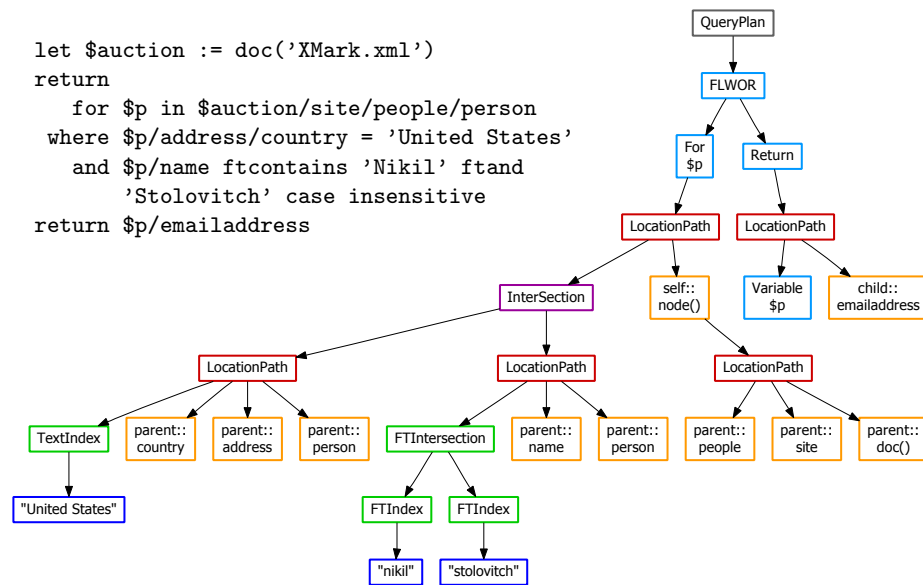 let $auction := doc('XMark.xml')
return
for $p in $auction/site/people/person
where $p/address/country = 'United States'
and $p/name ftcontains 'Nikil' ftand
'Stolovitch' case insensitive
return $p/emailaddress
QueryPlan
FLWOR
For
$p
Return
LocationPath
LocationPath
InterSection
self::
node()
Variable
$p
child::
emailaddress
LocationPath
LocationPath
LocationPath
TextIndex
parent::
country
parent::
address
parent::
person
FTIntersection
parent::
name
parent::
person
parent::
people
parent::
site
parent::
doc()
"United States"
FTIndex
FTIndex
"nikil"
"stolovitch"